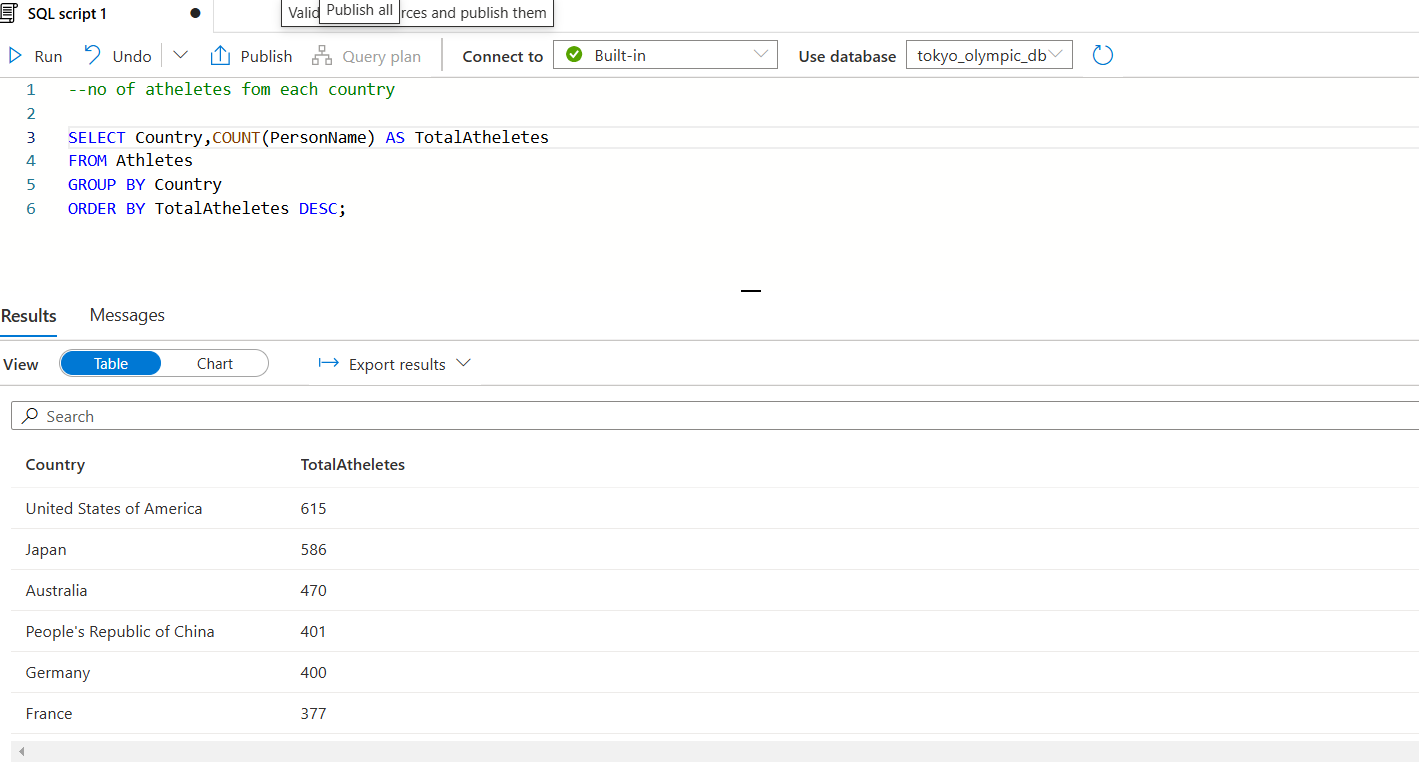 SQL script 1
Valid
Publish all
rces and publish them
Run
Undo
Publish
Query plan
Connect to
Built-in
Use database
tokyo_olympic_db
1 --no of atheletes fom each country
2
3 SELECT Country,COUNT(PersonName) AS TotalAtheletes
4 FROM Athletes
5 GROUP BY Country
6 ORDER BY TotalAtheletes DESC;
Results Messages
View Table Chart Export results
Search
Country TotalAtheletes
United States of America 615
Japan 586
Australia 470
People's Republic of China 401
Germany 400
France 377